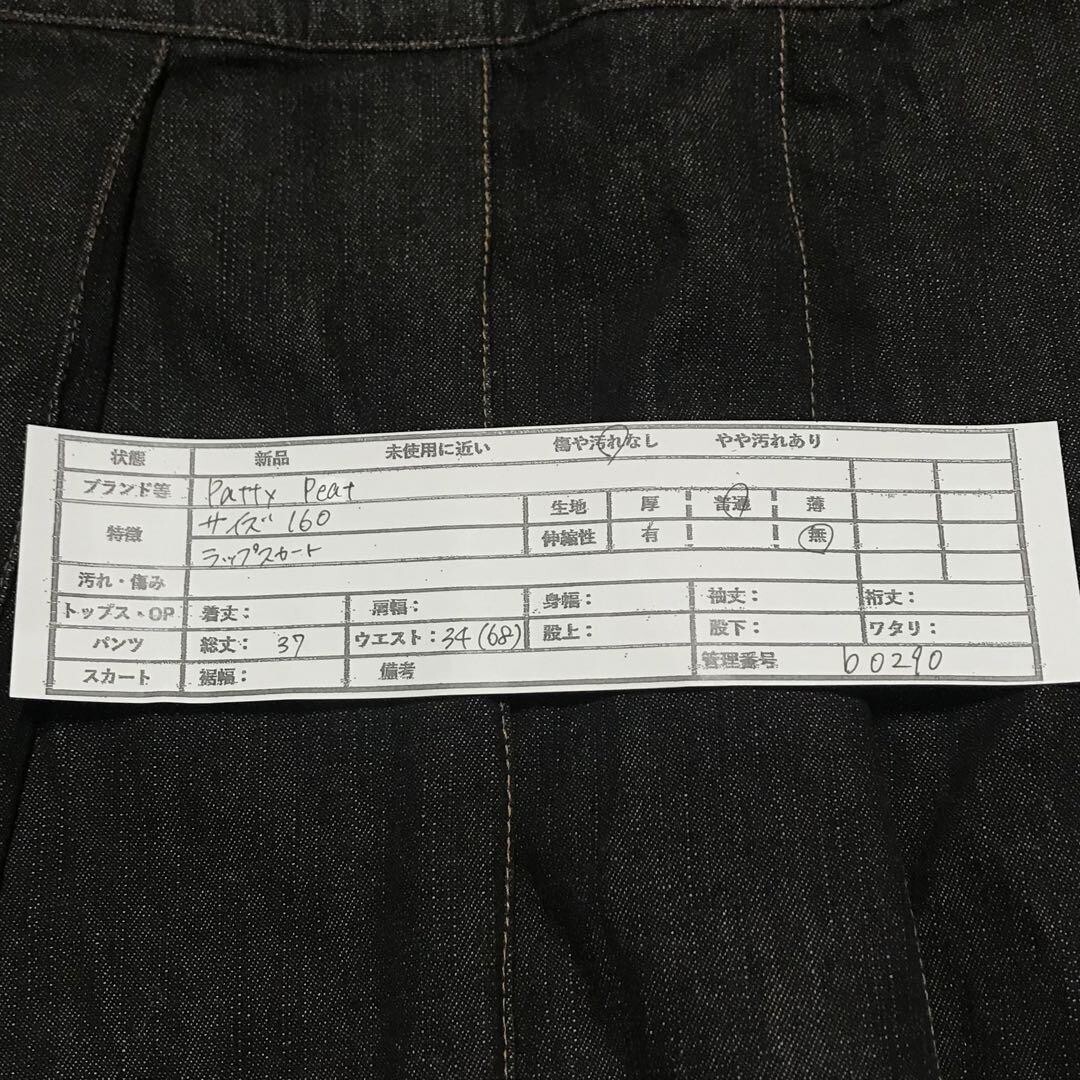 状態 新品 未使用に近い 傷や汚れなし やや汚れあり
ブランド等 Patty Peat
特徴 サイズ 160 生地 厚 普通 薄
ラップスカート 伸縮性 有 無
汚れ・傷み
トップス・OP 着丈: 肩幅: 身幅: 袖丈: 裄丈:
パンツ 総丈: 37 ウエスト: 34(68) 股上: 股下: ワタリ:
スカート 裾幅: 備考 管理番号 b0290